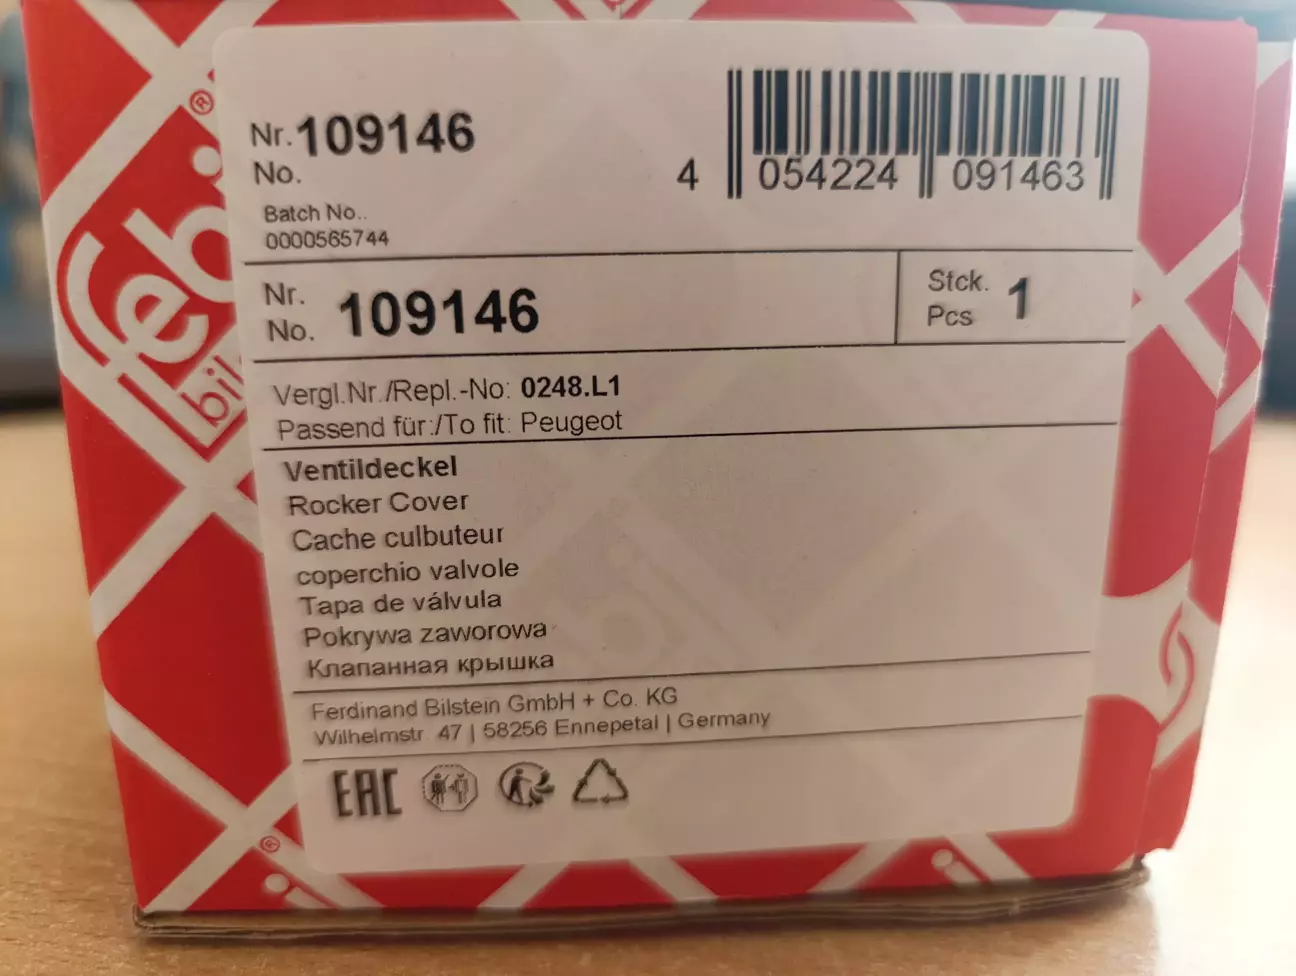 Nr. 109146
No.
Batch No..
0000565744
4 054224 091463
Nr.
No. 109146
Stck.
Pcs 1
Vergl.Nr./Repl.-No: 0248.L1
Passend für:/To fit: Peugeot
Ventildeckel
Rocker Cover
Cache culbuteur
coperchio valvole
Tapa de válvula
Pokrywa zaworowa
Клапанная крышка
Ferdinand Bilstein GmbH + Co. KG
Wilhelmstr. 47 | 58256 Ennepetal | Germany
EAC
febi
bil